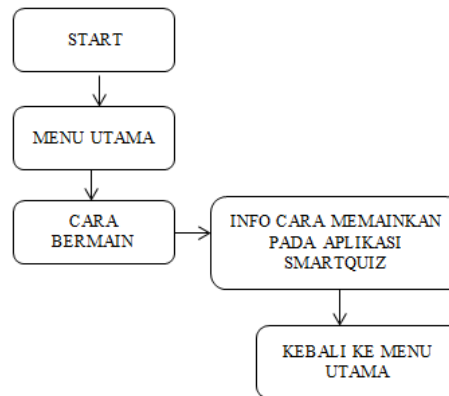 START
MENU UTAMA
CARA
BERMAIN
INFO CARA MEMAINKAN
PADA APLIKASI
SMARTQUIZ
KEBALI KE MENU
UTAMA